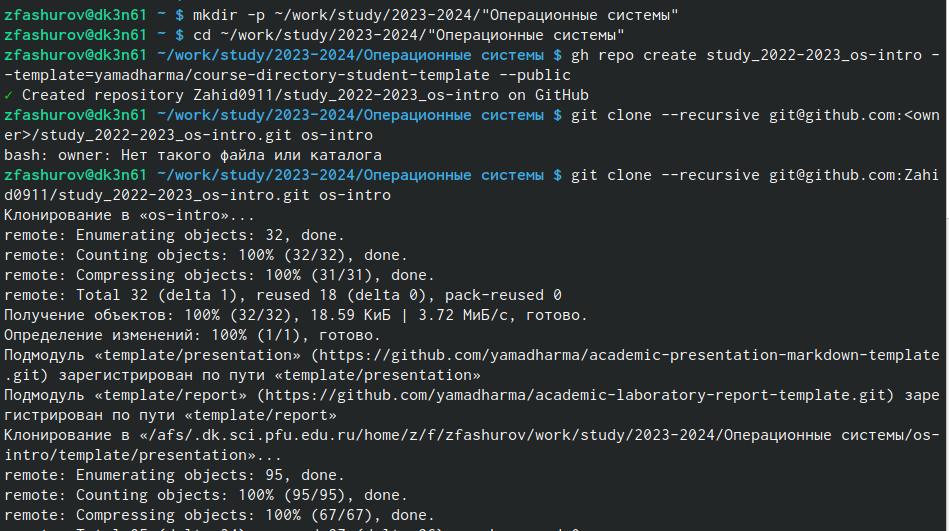 zfashurov@dk3n61 ~ $ mkdir -p ~/work/study/2023-2024/"Операционные системы"
zfashurov@dk3n61 ~ $ cd ~/work/study/2023-2024/"Операционные системы"
zfashurov@dk3n61 ~/work/study/2023-2024/Операционные системы $ gh repo create study_2022-2023_os-intro -
-template=yamadharma/course-directory-student-template --public
✓ Created repository Zahid0911/study_2022-2023_os-intro on GitHub
zfashurov@dk3n61 ~/work/study/2023-2024/Операционные системы $ git clone --recursive git@github.com:<own
er>/study_2022-2023_os-intro.git os-intro
bash: owner: Нет такого файла или каталога
zfashurov@dk3n61 ~/work/study/2023-2024/Операционные системы $ git clone --recursive git@github.com:Zahi
d0911/study_2022-2023_os-intro.git os-intro
Клонирование в «os-intro»...
remote: Enumerating objects: 32, done.
remote: Counting objects: 100% (32/32), done.
remote: Compressing objects: 100% (31/31), done.
remote: Total 32 (delta 1), reused 18 (delta 0), pack-reused 0
Получение объектов: 100% (32/32), 18.59 КиБ | 3.72 МиБ/с, готово.
Определение изменений: 100% (1/1), готово.
Подмодуль «template/presentation» (https://github.com/yamadharma/academic-presentation-markdown-template
.git) зарегистрирован по пути «template/presentation»
Подмодуль «template/report» (https://github.com/yamadharma/academic-laboratory-report-template.git) заре
гистрирован по пути «template/report»
Клонирование в «/afs/.dk.sci.pfu.edu.ru/home/z/f/zfashurov/work/study/2023-2024/Операционные системы/os-
intro/template/presentation»...
remote: Enumerating objects: 95, done.
remote: Counting objects: 100% (95/95), done.
remote: Compressing objects: 100% (67/67), done.